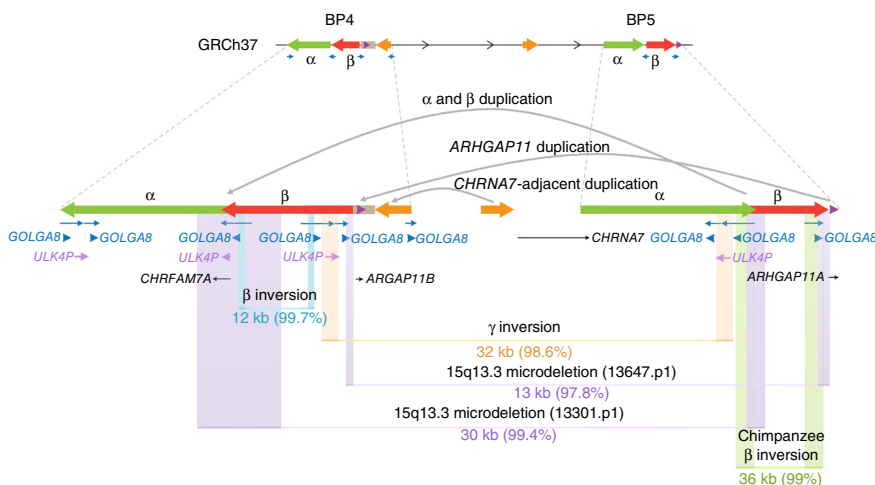 BP4 BP5
GRCh37
α β α β
α and β duplication
ARHGAP11 duplication
CHRNA7-adjacent duplication
α β α β
GOLGA8 GOLGA8 GOLGA8 GOLGA8 GOLGA8 GOLGA8 CHRNA7 GOLGA8 GOLGA8 GOLGA8
ULK4P ULK4P ULK4P ULK4P
CHRFAM7A ARGAP11B ARHGAP11A
β inversion
12 kb (99.7%)
γ inversion
32 kb (98.6%)
15q13.3 microdeletion (13647.p1)
13 kb (97.8%)
15q13.3 microdeletion (13301.p1)
30 kb (99.4%)
Chimpanzee
β inversion
36 kb (99%)